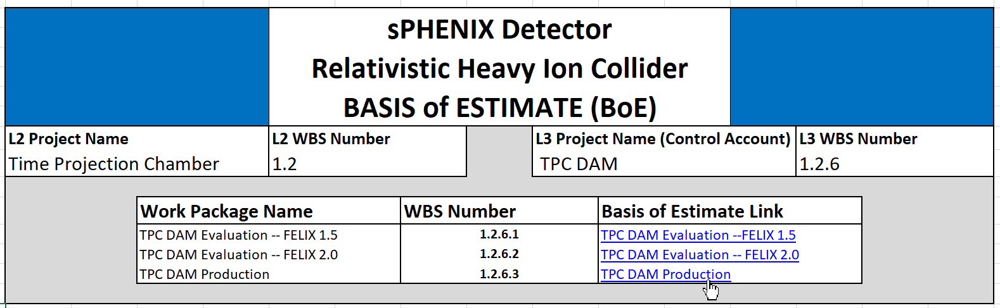 sPHENIX Detector
Relativistic Heavy Ion Collider
BASIS of ESTIMATE (BoE)
L2 Project Name L2 WBS Number L3 Project Name (Control Account) L3 WBS Number
Time Projection Chamber 1.2 TPC DAM 1.2.6
Work Package Name WBS Number Basis of Estimate Link
TPC DAM Evaluation -- FELIX 1.5 1.2.6.1 TPC DAM Evaluation --FELIX 1.5
TPC DAM Evaluation -- FELIX 2.0 1.2.6.2 TPC DAM Evaluation -- FELIX 2.0
TPC DAM Production 1.2.6.3 TPC DAM Production